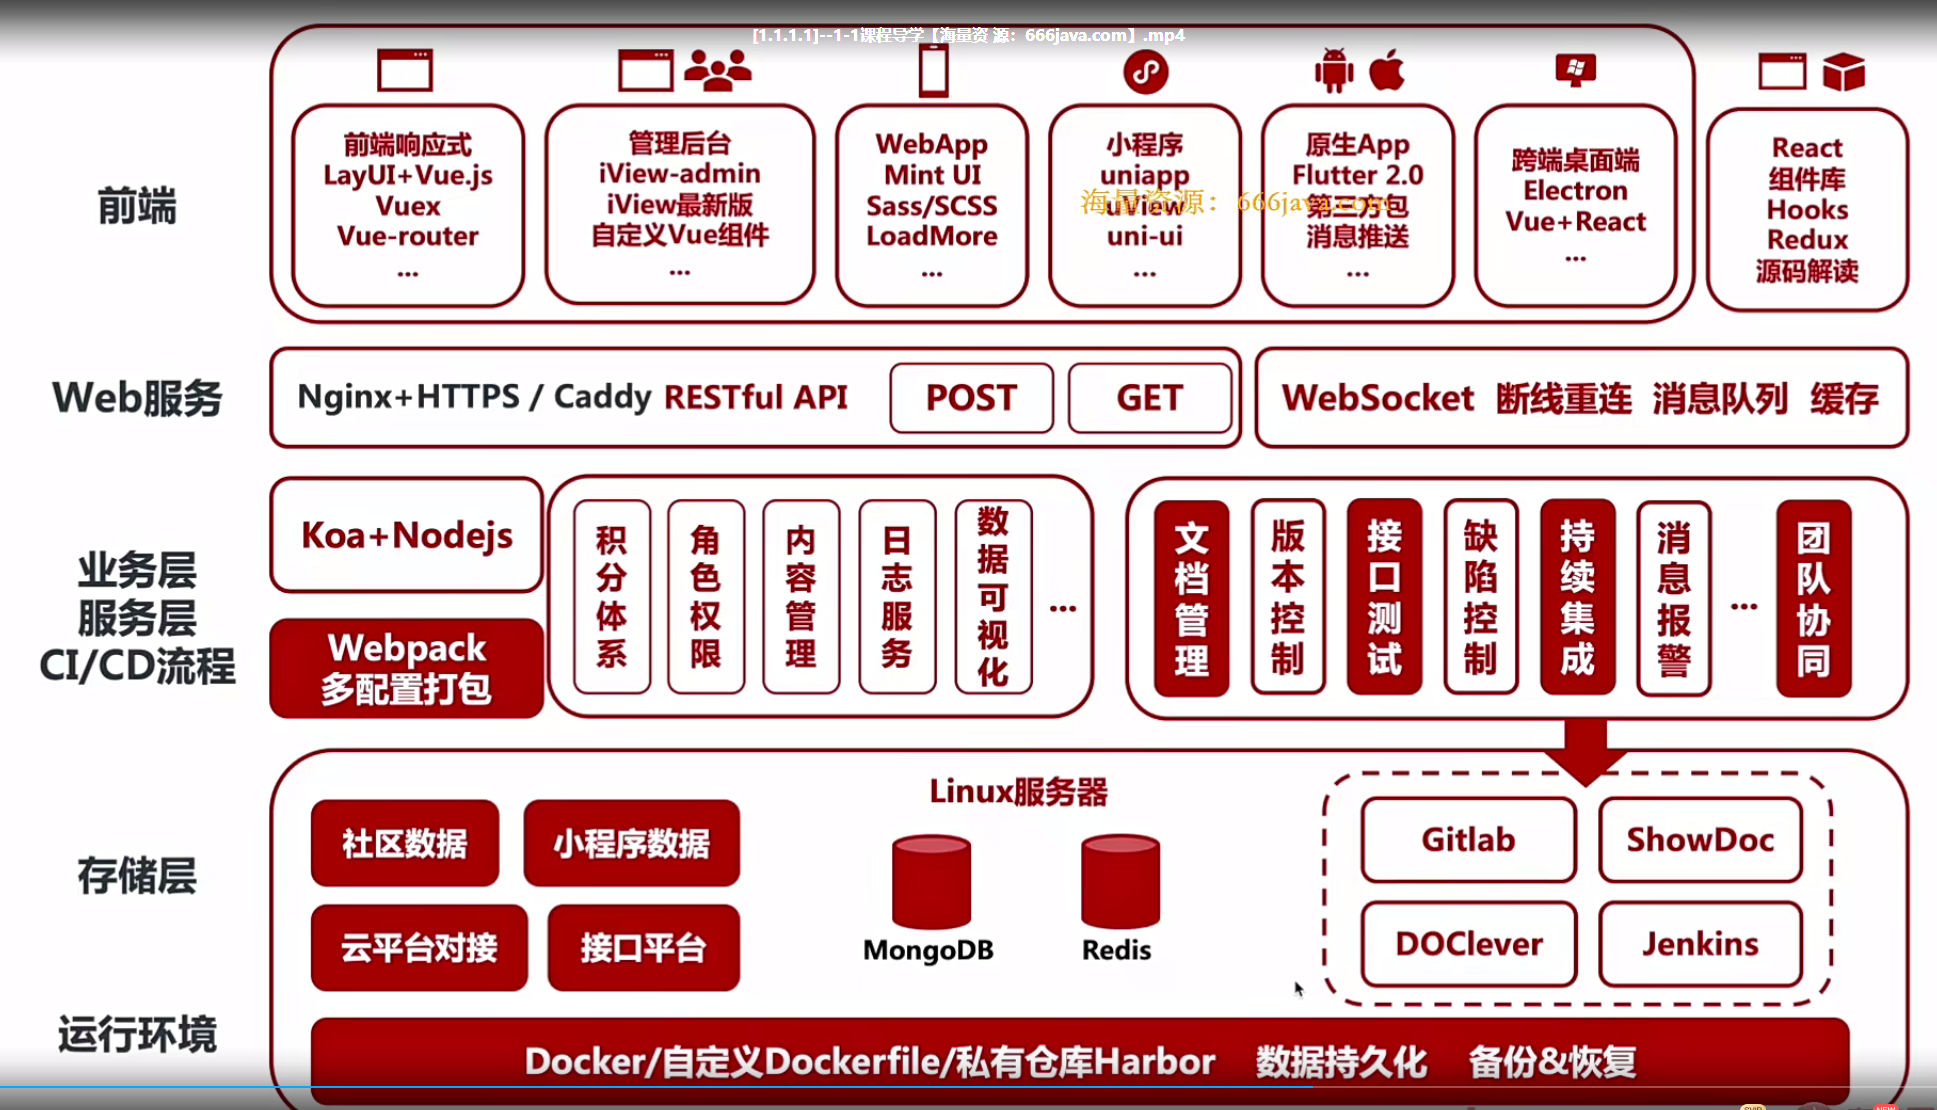 [1.1.1.1]--1-1课程导学【海量资 源：666java.com】.mp4
前端
前端响应式
LayUI+Vue.js
Vuex
Vue-router
...
管理后台
iView-admin
iView最新版
自定义Vue组件
...
WebApp
Mint UI
Sass/SCSS
LoadMore
...
小程序
uniapp
uView
uni-ui
...
原生App
Flutter 2.0
第三方包
消息推送
...
跨端桌面端
Electron
Vue+React
...
React
组件库
Hooks
Redux
源码解读
海量资源：666java.com
Web服务
Nginx+HTTPS / Caddy RESTful API
POST
GET
WebSocket 断线重连 消息队列 缓存
业务层
服务层
CI/CD流程
Koa+Nodejs
Webpack
多配置打包
积分体系
角色权限
内容管理
日志服务
数据可视化
...
文档管理
版本控制
接口测试
缺陷控制
持续集成
消息报警
...
团队协同
存储层
Linux服务器
社区数据
小程序数据
云平台对接
接口平台
MongoDB
Redis
Gitlab
ShowDoc
DOClever
Jenkins
运行环境
Docker/自定义Dockerfile/私有仓库Harbor 数据持久化 备份&恢复